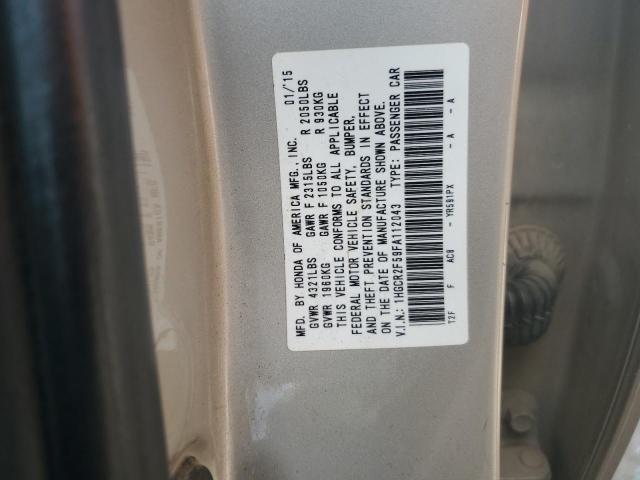 MFD. BY HONDA OF AMERICA MFG., INC. 01/15
GVWR 4321LBS GAWR F 2315LBS R 2050LBS
GVWR 1960KG GAWR F 1050KG R 930KG
THIS VEHICLE CONFORMS TO ALL APPLICABLE
FEDERAL MOTOR VEHICLE SAFETY, BUMPER,
AND THEFT PREVENTION STANDARDS IN EFFECT
ON THE DATE OF MANUFACTURE SHOWN ABOVE.
V.I.N.: 1HGCR2F59FA112043 TYPE: PASSENGER CAR
T2F F AC8 - YR591PX - A - A